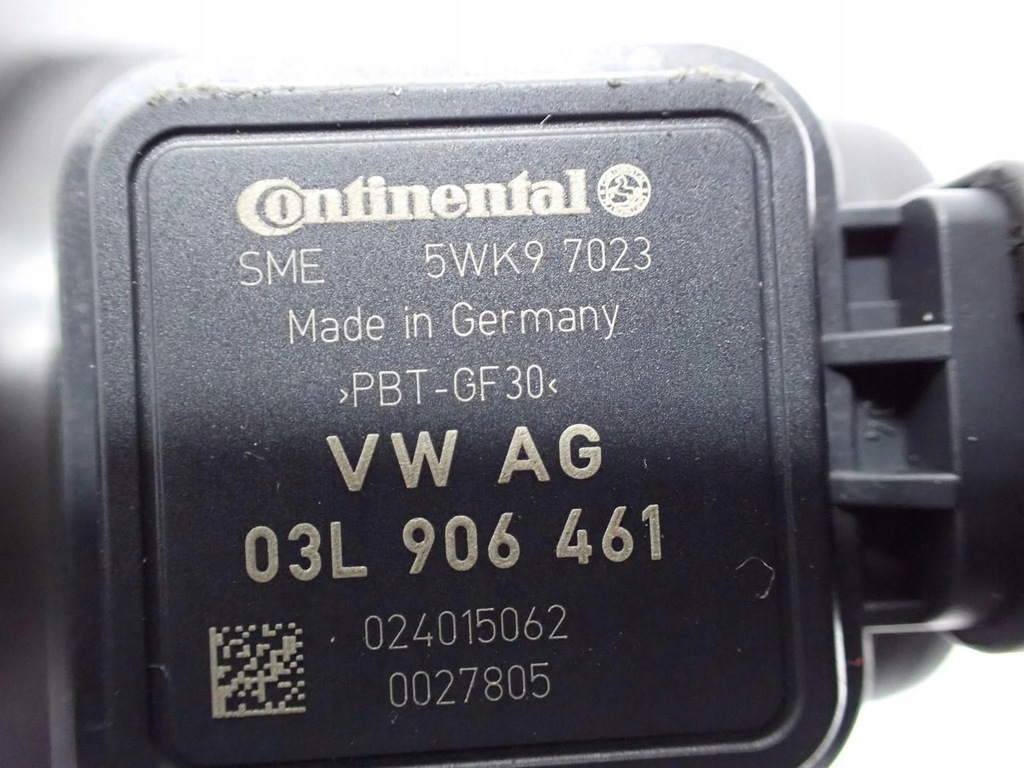 Continental
SME 5WK9 7023
Made in Germany
›PBT-GF30‹
VW AG
03L 906 461
024015062
0027805